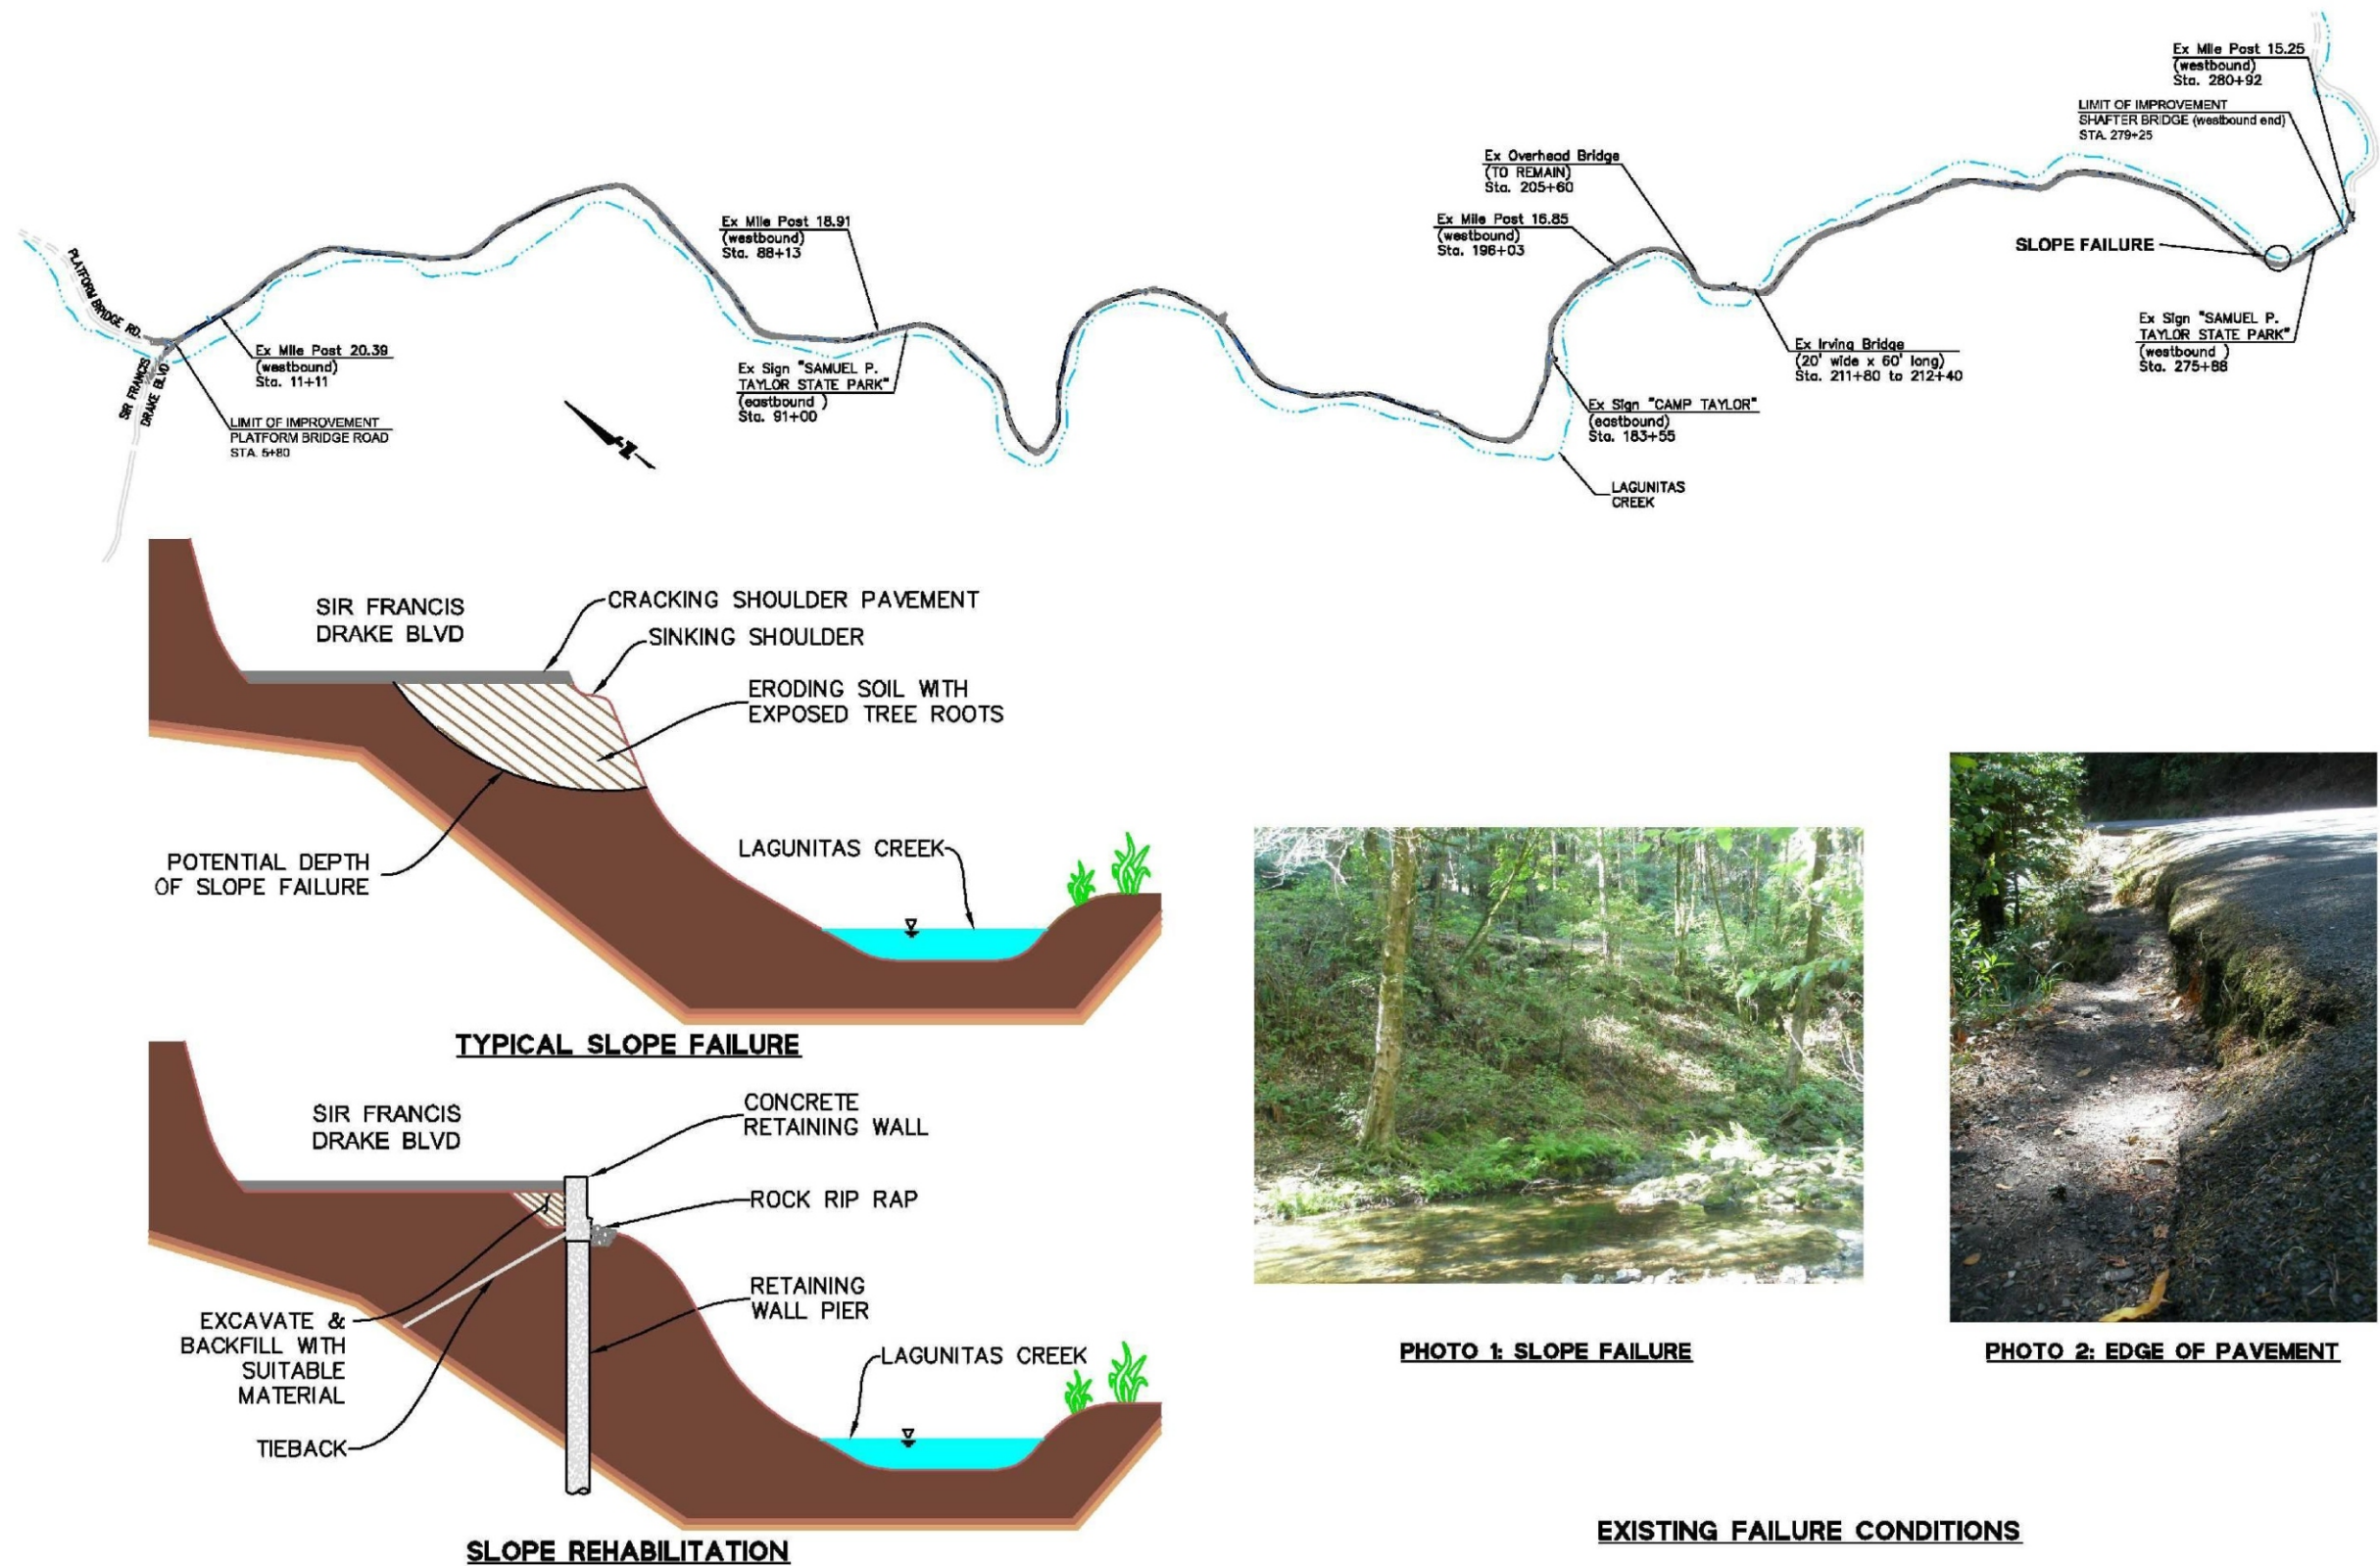 Ex Mile Post 15.25
(westbound)
Sta. 280+92
LIMIT OF IMPROVEMENT
SHAFTER BRIDGE (westbound end)
STA. 279+25
Ex Overhead Bridge
(TO REMAIN)
Sta. 205+60
Ex Mile Post 16.85
(westbound)
Sta. 196+03
Ex Mile Post 18.91
(westbound)
Sta. 88+13
SLOPE FAILURE
PLATFORM BRIDGE RD.
SIR FRANCIS
DRAKE BLVD
Ex Mile Post 20.39
(westbound)
Sta. 11+11
LIMIT OF IMPROVEMENT
PLATFORM BRIDGE ROAD
STA. 5+80
Ex Sign "SAMUEL P.
TAYLOR STATE PARK"
(eastbound )
Sta. 91+00
N
Ex Sign "CAMP TAYLOR"
(eastbound)
Sta. 183+55
Ex Irving Bridge
(20' wide x 60' long)
Sta. 211+80 to 212+40
Ex Sign "SAMUEL P.
TAYLOR STATE PARK"
(westbound )
Sta. 275+88
LAGUNITAS
CREEK
SIR FRANCIS
DRAKE BLVD
CRACKING SHOULDER PAVEMENT
SINKING SHOULDER
ERODING SOIL WITH
EXPOSED TREE ROOTS
LAGUNITAS CREEK
POTENTIAL DEPTH
OF SLOPE FAILURE
TYPICAL SLOPE FAILURE
SIR FRANCIS
DRAKE BLVD
CONCRETE
RETAINING WALL
ROCK RIP RAP
RETAINING
WALL PIER
EXCAVATE &
BACKFILL WITH
SUITABLE
MATERIAL
LAGUNITAS CREEK
TIEBACK
SLOPE REHABILITATION
PHOTO 1: SLOPE FAILURE
PHOTO 2: EDGE OF PAVEMENT
EXISTING FAILURE CONDITIONS